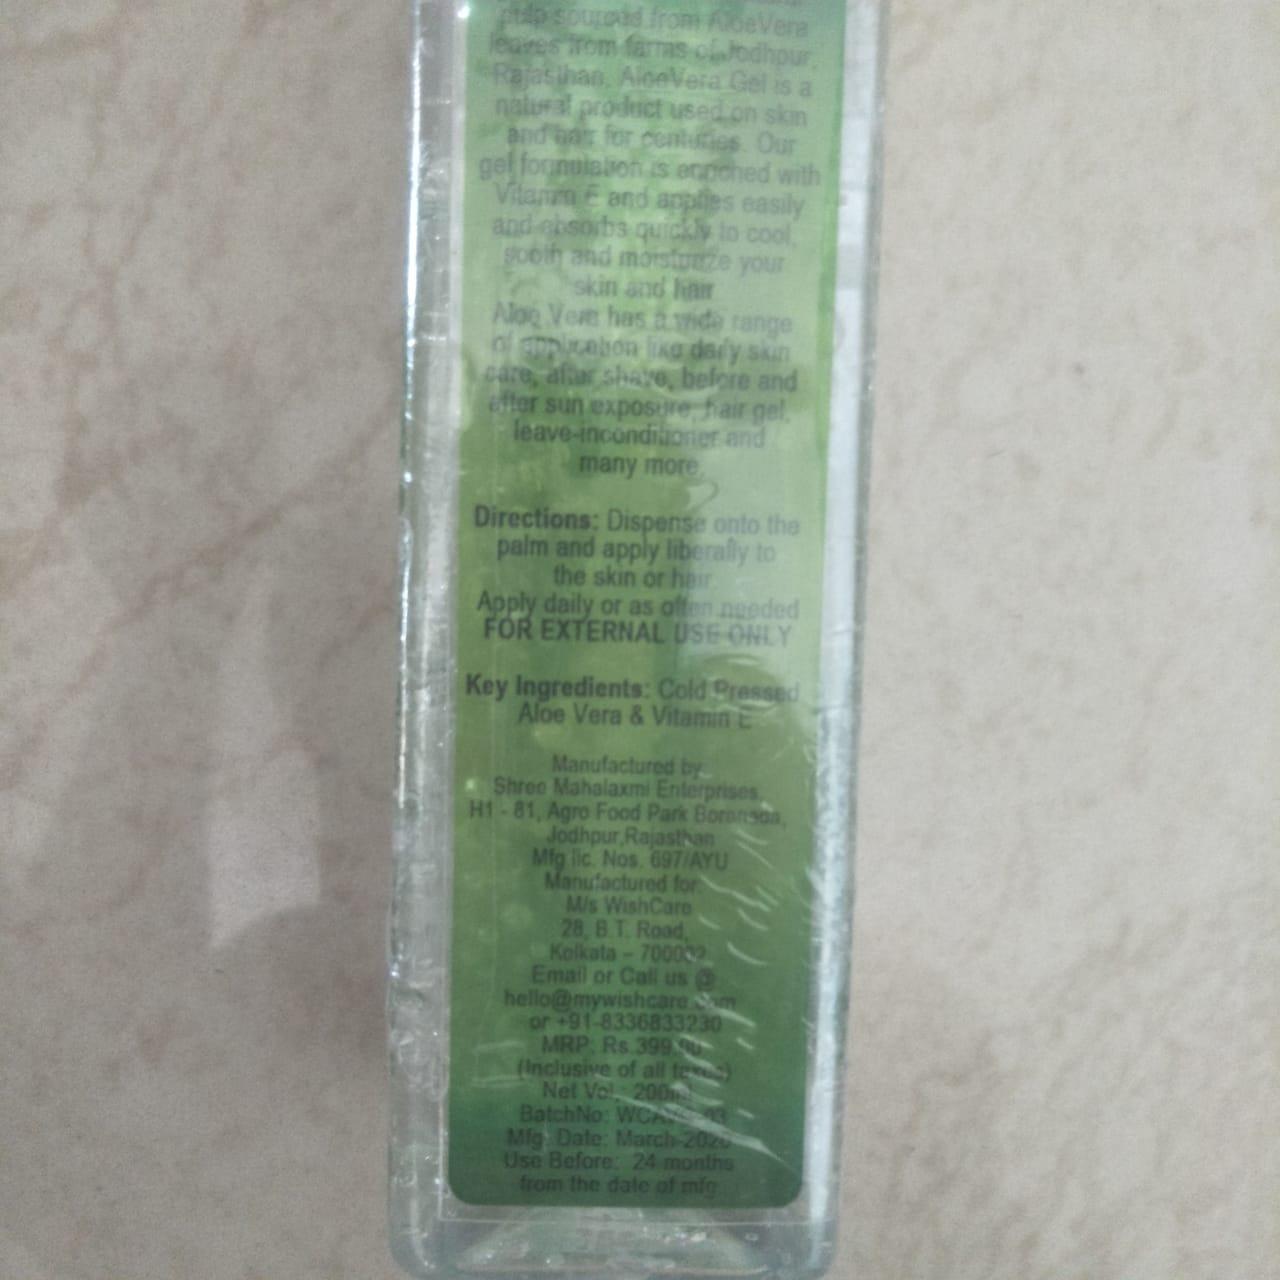 pulp sourced from AloeVera
leaves from farms of Jodhpur,
Rajasthan. AloeVera Gel is a
natural product used on skin
and hair for centuries. Our
gel formulation is enriched with
Vitamin E and applies easily
and absorbs quickly to cool,
sooth and moisturize your
skin and hair
Aloe Vera has a wide range
of application like daily skin
care, after shave, before and
after sun exposure, hair gel,
leave-inconditioner and
many more.
Directions: Dispense onto the
palm and apply liberally to
the skin or hair
Apply daily or as often needed
FOR EXTERNAL USE ONLY
Key Ingredients: Cold Pressed
Aloe Vera & Vitamin E
Manufactured by:
Shree Mahalaxmi Enterprises,
H1 - 81, Agro Food Park
Jodhpur,Rajasthan
Mfg lic. Nos. 697/AYU
Manufactured for
M/s WishCare
28, B.T. Road,
Kolkata –
Email or Call us @
hello@mywishcare.com
or +91-8336833230
MRP: Rs.399.00
(Inclusive of all taxes)
Net Vol.: 200ml
BatchNo:
Mfg. Date: March
Use Before: 24 months
from the date of mfg